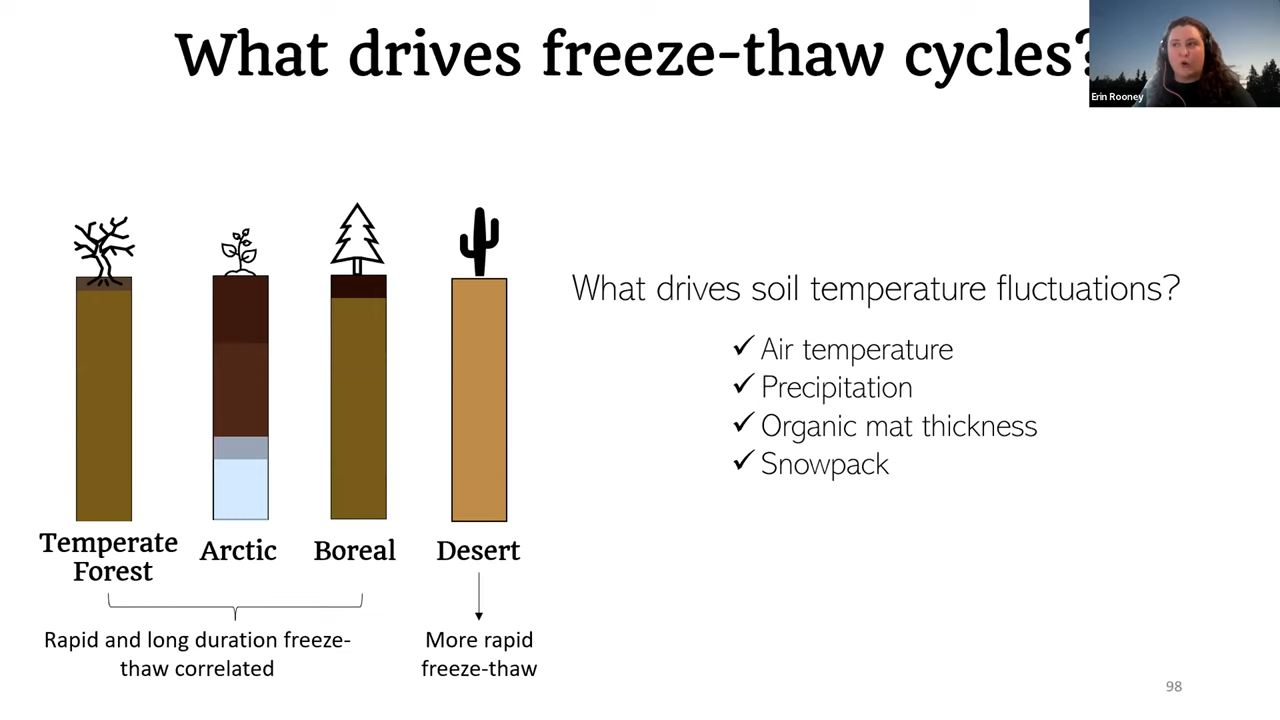 What drives freeze-thaw cycles?
Erin Rooney
What drives soil temperature fluctuations?
✓ Air temperature
✓ Precipitation
✓ Organic mat thickness
✓ Snowpack
Temperate
Forest
Arctic
Boreal
Desert
Rapid and long duration freeze-
thaw correlated
More rapid
freeze-thaw
98